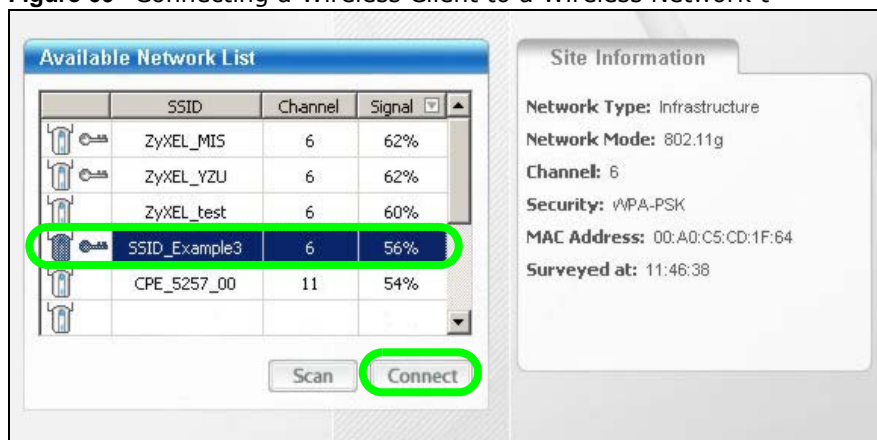 Connecting a Wireless Client to a Wireless Network t
Available Network List
SSID Channel Signal
ZyXEL_MIS 6 62%
ZyXEL_YZU 6 62%
ZyXEL_test 6 60%
SSID_Example3 6 56%
CPE_5257_00 11 54%
Scan Connect
Site Information
Network Type: Infrastructure
Network Mode: 802.11g
Channel: 6
Security: WPA-PSK
MAC Address: 00:A0:C5:CD:1F:64
Surveyed at: 11:46:38